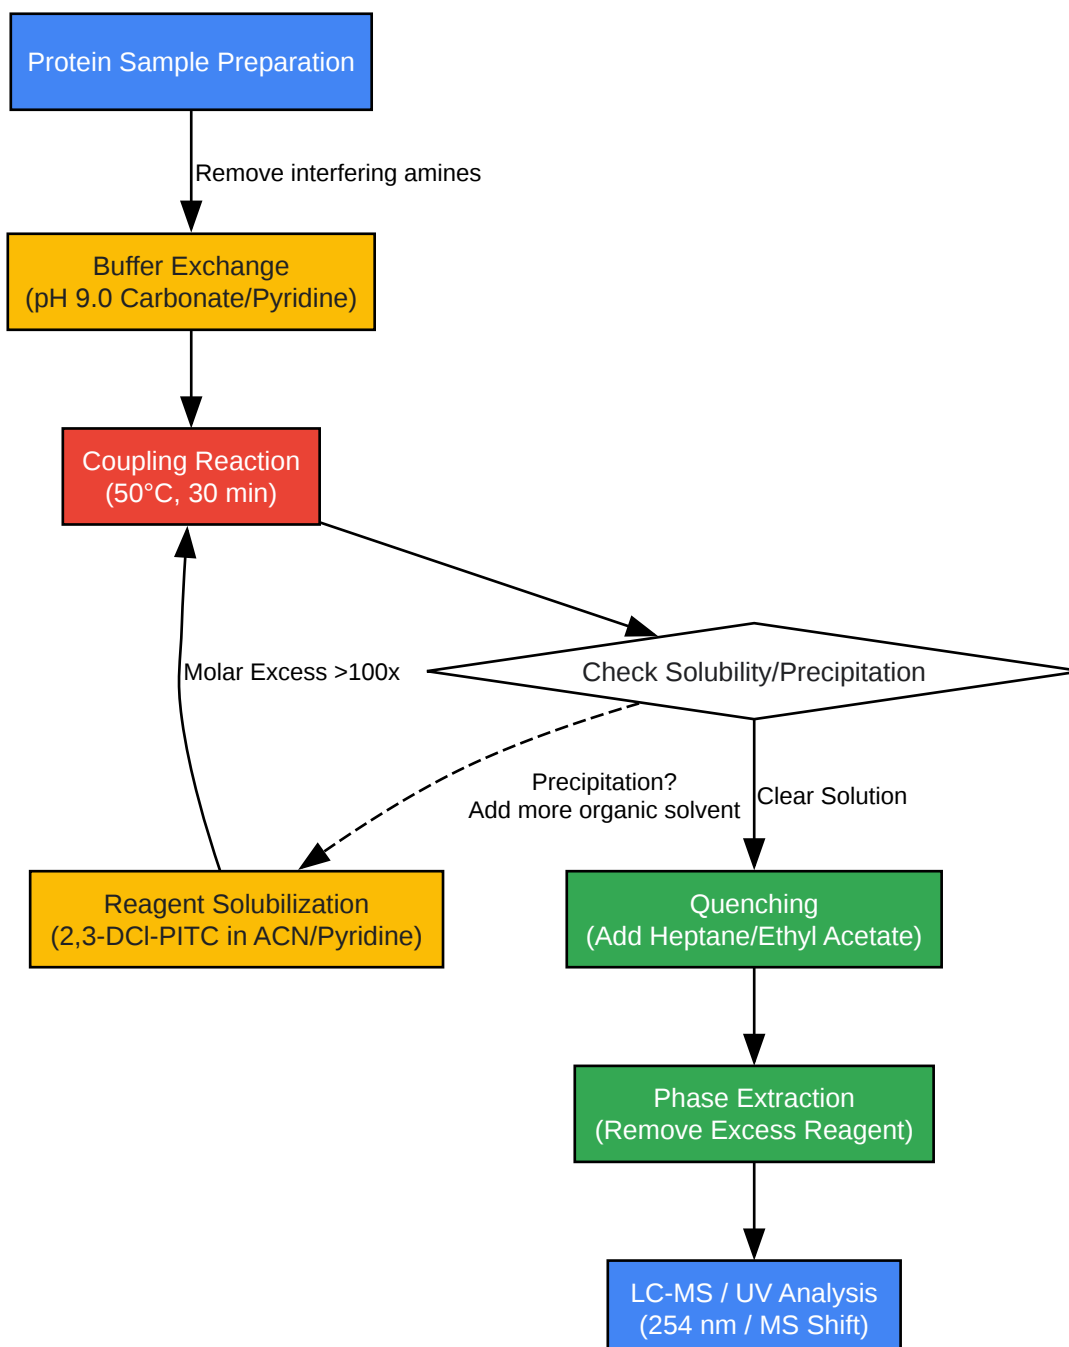 Protein Sample Preparation
Remove interfering amines
Buffer Exchange
(pH 9.0 Carbonate/Pyridine)
Coupling Reaction
(50°C, 30 min)
Molar Excess >100x
Check Solubility/Precipitation
Precipitation?
Add more organic solvent
Clear Solution
Reagent Solubilization
(2,3-DCl-PITC in ACN/Pyridine)
Quenching
(Add Heptane/Ethyl Acetate)
Phase Extraction
(Remove Excess Reagent)
LC-MS / UV Analysis
(254 nm / MS Shift)